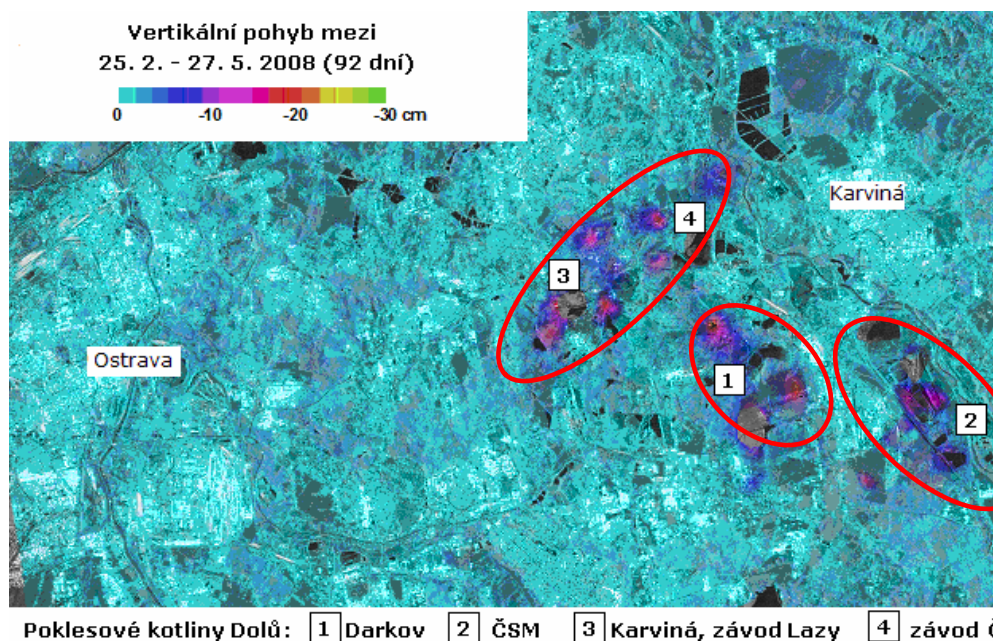 Vertikální pohyb mezi
25. 2. - 27. 5. 2008 (92 dní)
0 -10 -20 -30 cm
Karviná
4
3
Ostrava
1
2
Poklesové kotliny Dolů: 1 Darkov 2 ČSM 3 Karviná, závod Lazy 4 závod